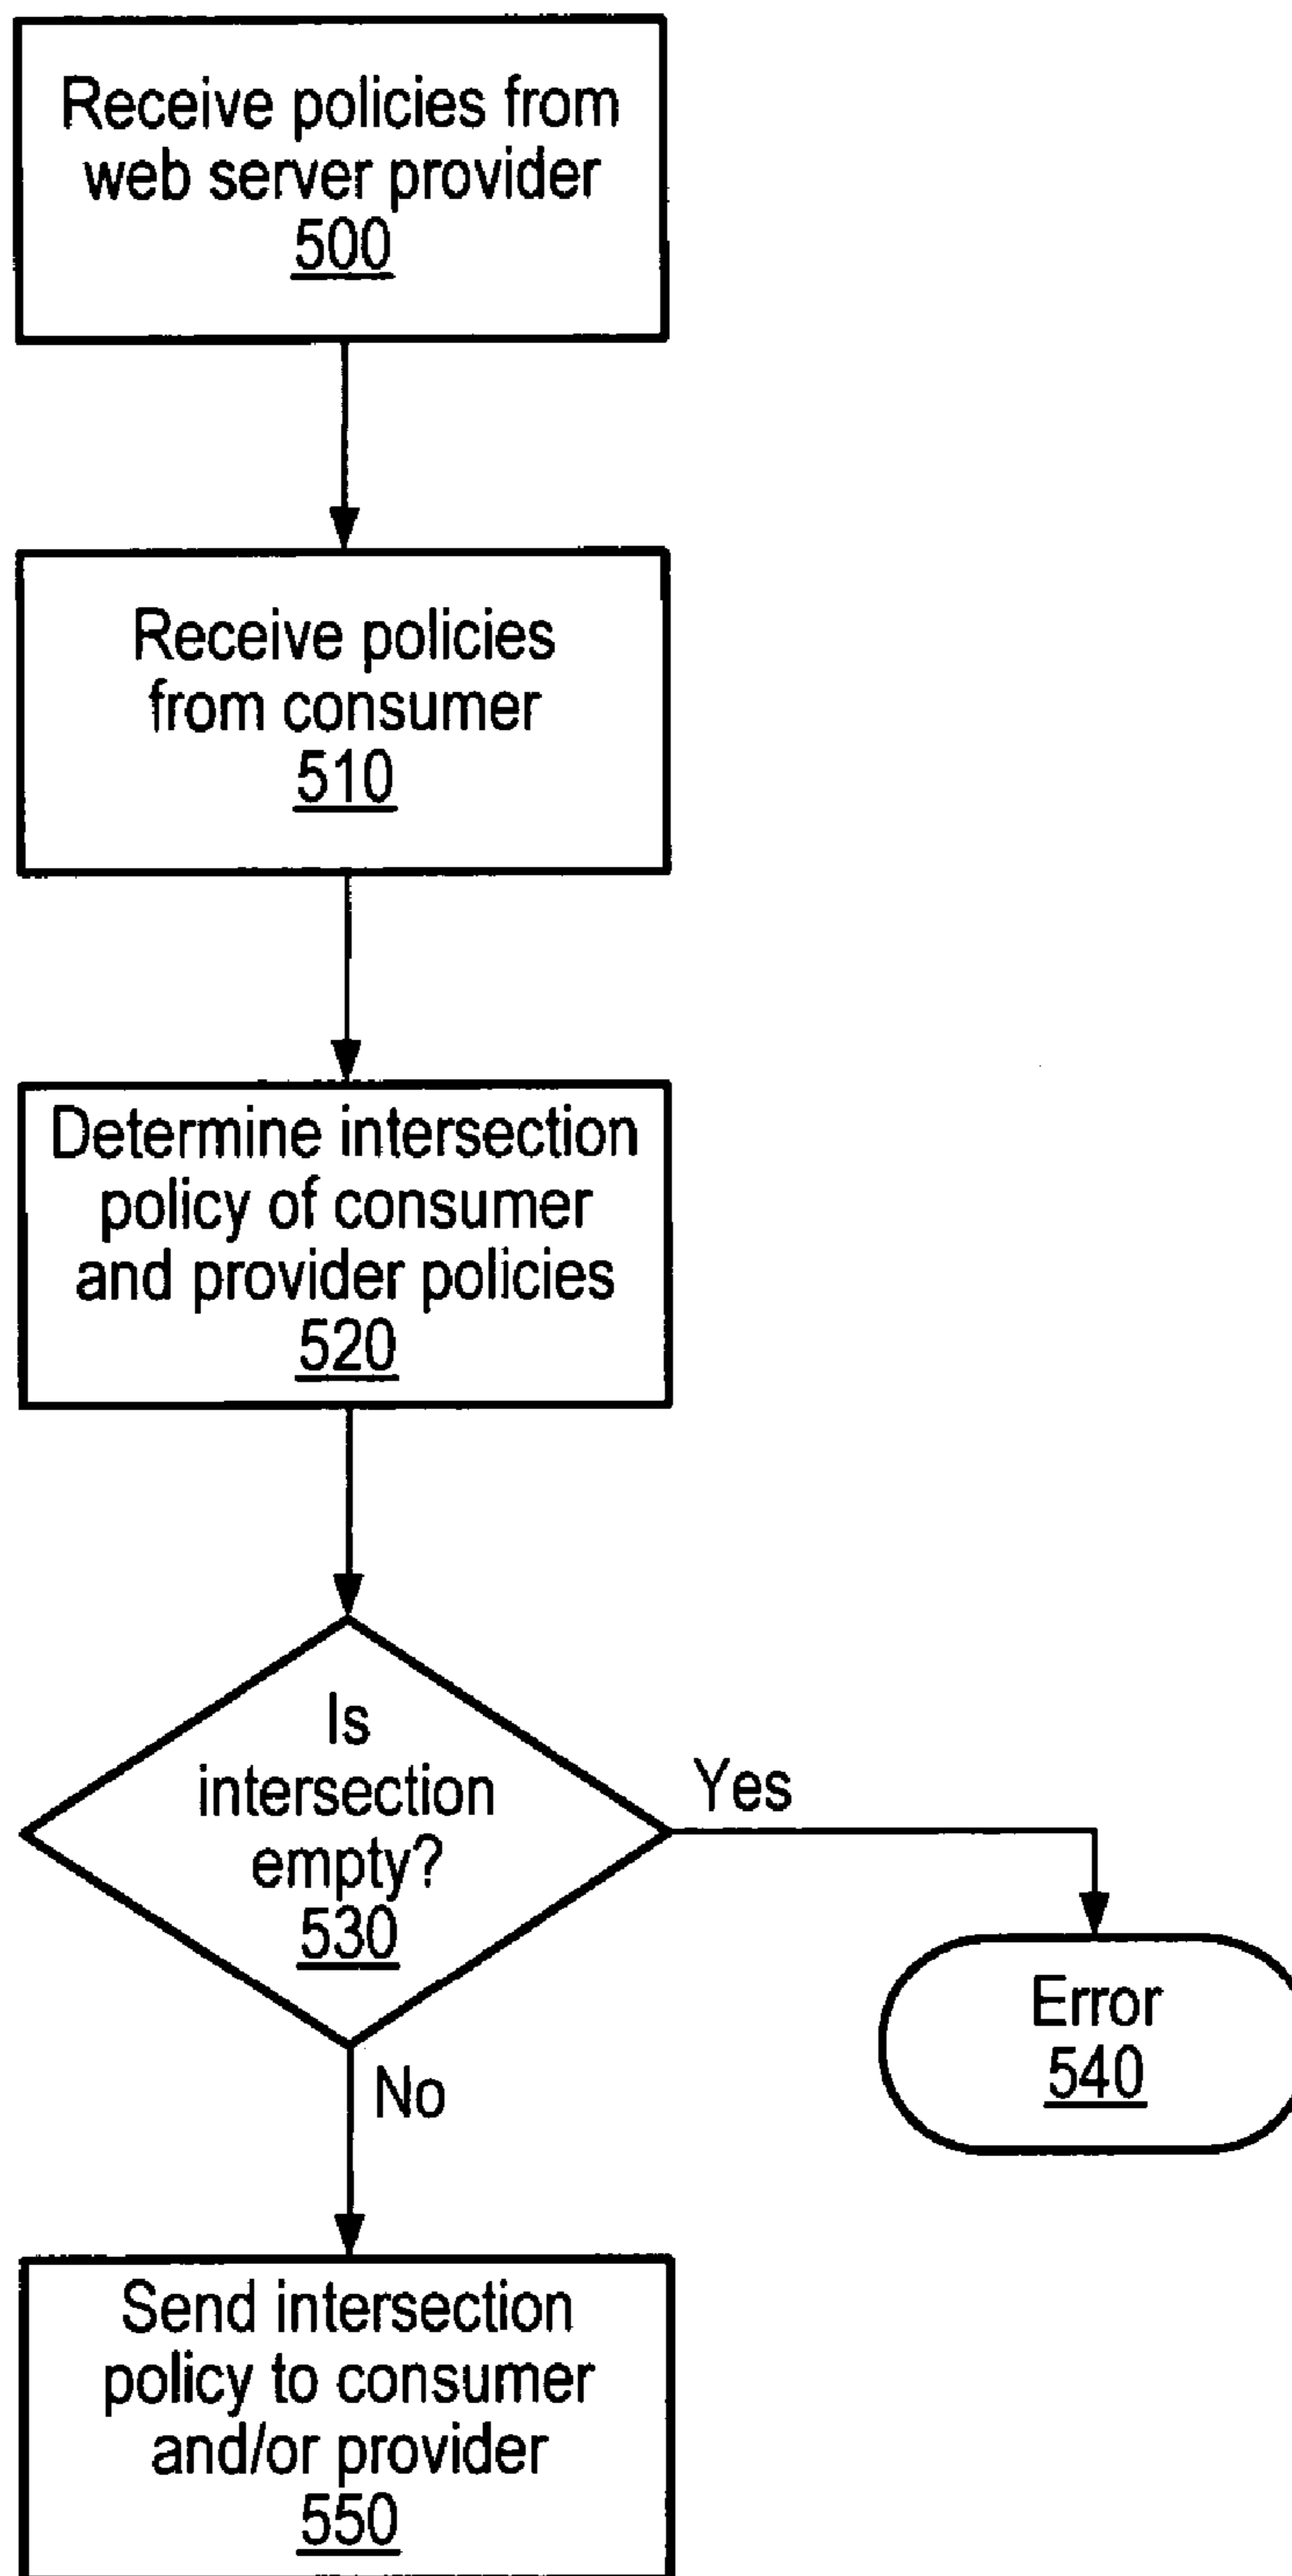 Receive policies from
web server provider
500
Receive policies
from consumer
510
Determine intersection
policy of consumer
and provider policies
520
Is
intersection
empty?
530
Yes
Error
540
No
Send intersection
policy to consumer
and/or provider
550